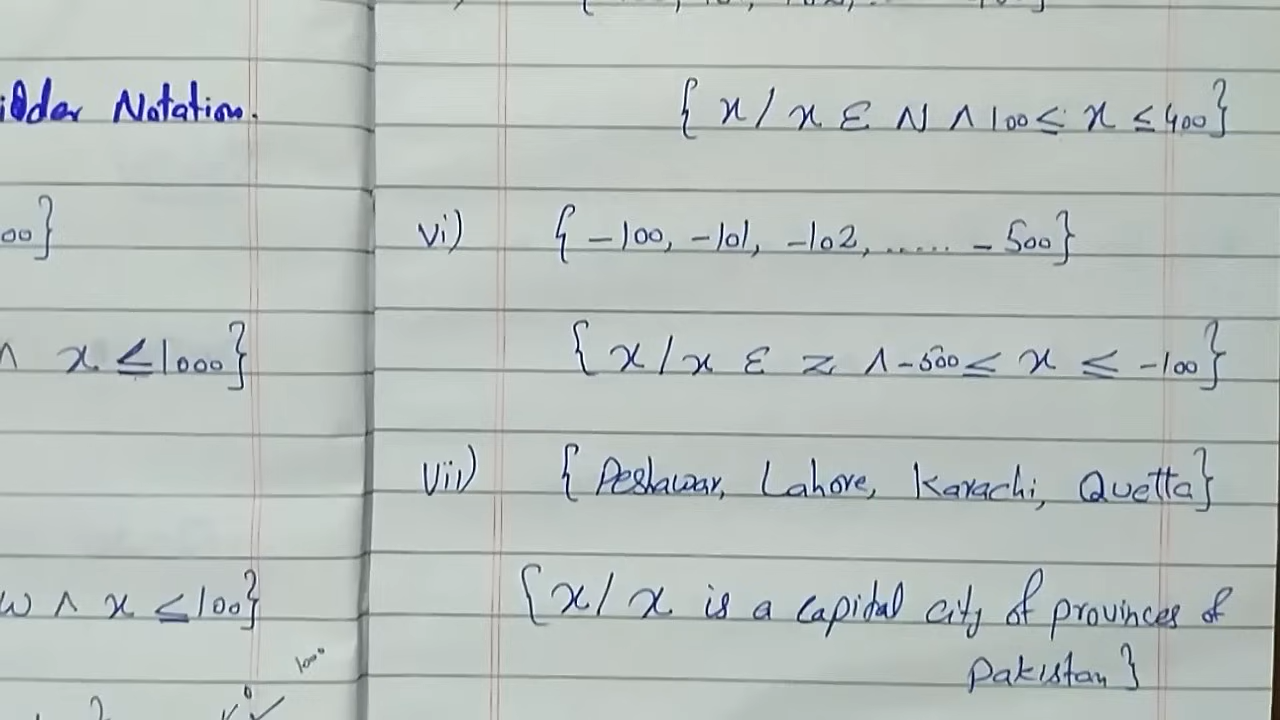 Notation.
00}
∧ x ≤ 1000}
W ∧ x ≤ 100}
1000
{ x / x ε N ∧ 100 ≤ x ≤ 400}
vi) { -100, -101, -102, ...... -500}
{ x / x ε Z ∧ -500 ≤ x ≤ -100}
vii) { Peshawar, Lahore, Karachi, Quetta}
{ x / x is a capital city of provinces of
Pakistan }